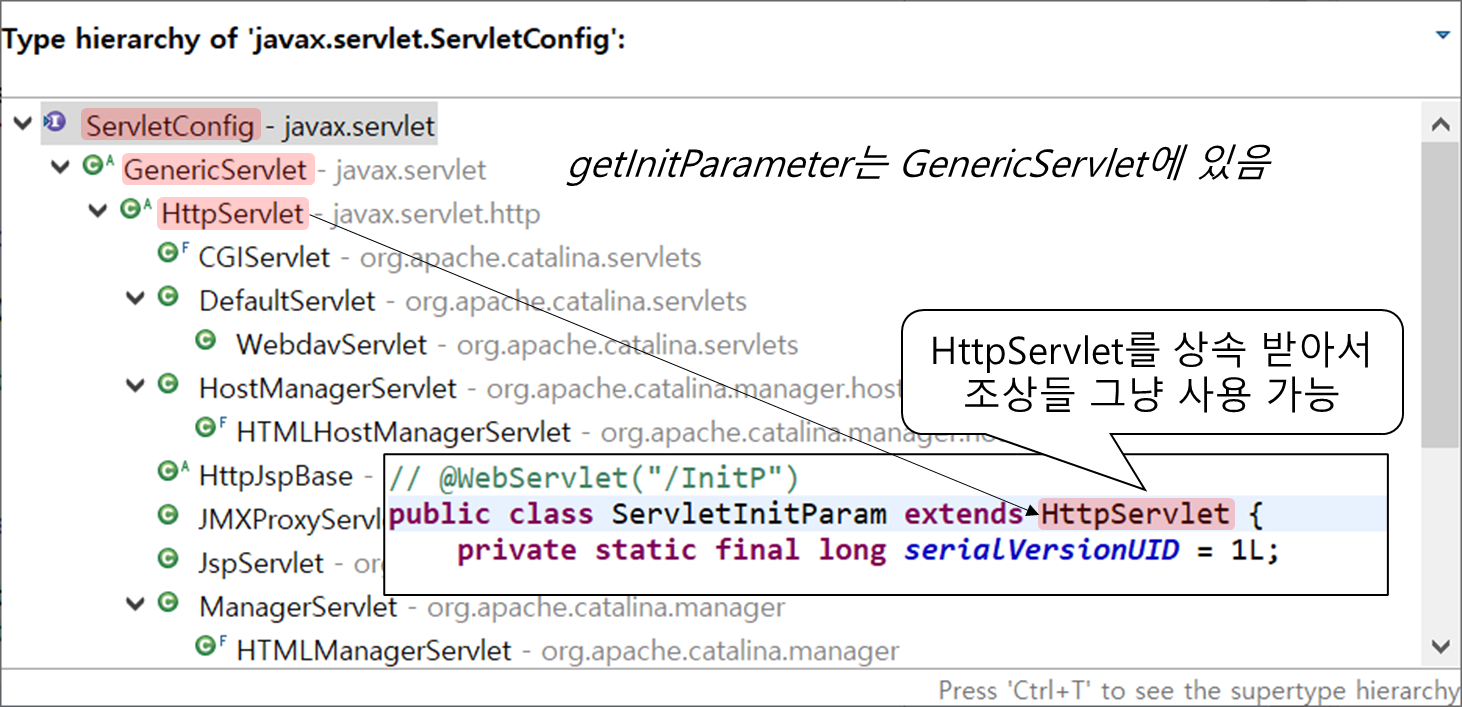 Type hierarchy of 'javax.servlet.ServletConfig':
ServletConfig - javax.servlet
GenericServlet - javax.servlet
getInitParameter는 GenericServlet에 있음
HttpServlet - javax.servlet.http
CGIServlet - org.apache.catalina.servlets
DefaultServlet - org.apache.catalina.servlets
WebdavServlet - org.apache.catalina.servlets
HttpServlet를 상속 받아서
조상들 그냥 사용 가능
HostManagerServlet - org.apache.catalina.manager.host
HTMLHostManagerServlet - org.apache.catalina.manager.ho
HttpJspBase -
JMXProxyServl
JspServlet - org
// @WebServlet("/InitP")
public class ServletInitParam extends HttpServlet {
private static final long serialVersionUID = 1L;
ManagerServlet - org.apache.catalina.manager
HTMLManagerServlet - org.apache.catalina.manager
Press 'Ctrl+T' to see the supertype hierarchy